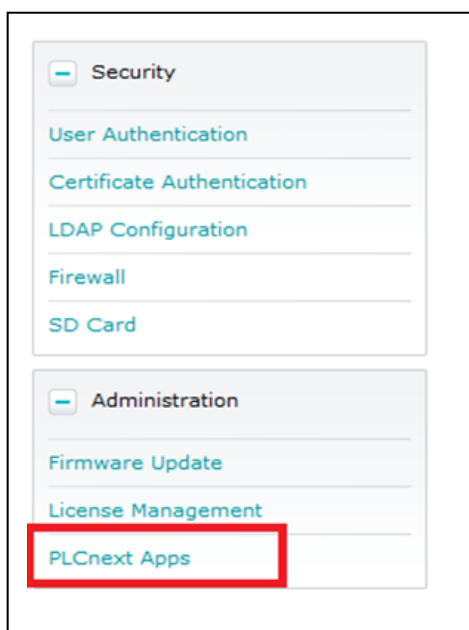 Security
User Authentication
Certificate Authentication
LDAP Configuration
Firewall
SD Card
Administration
Firmware Update
License Management
PLCnext Apps